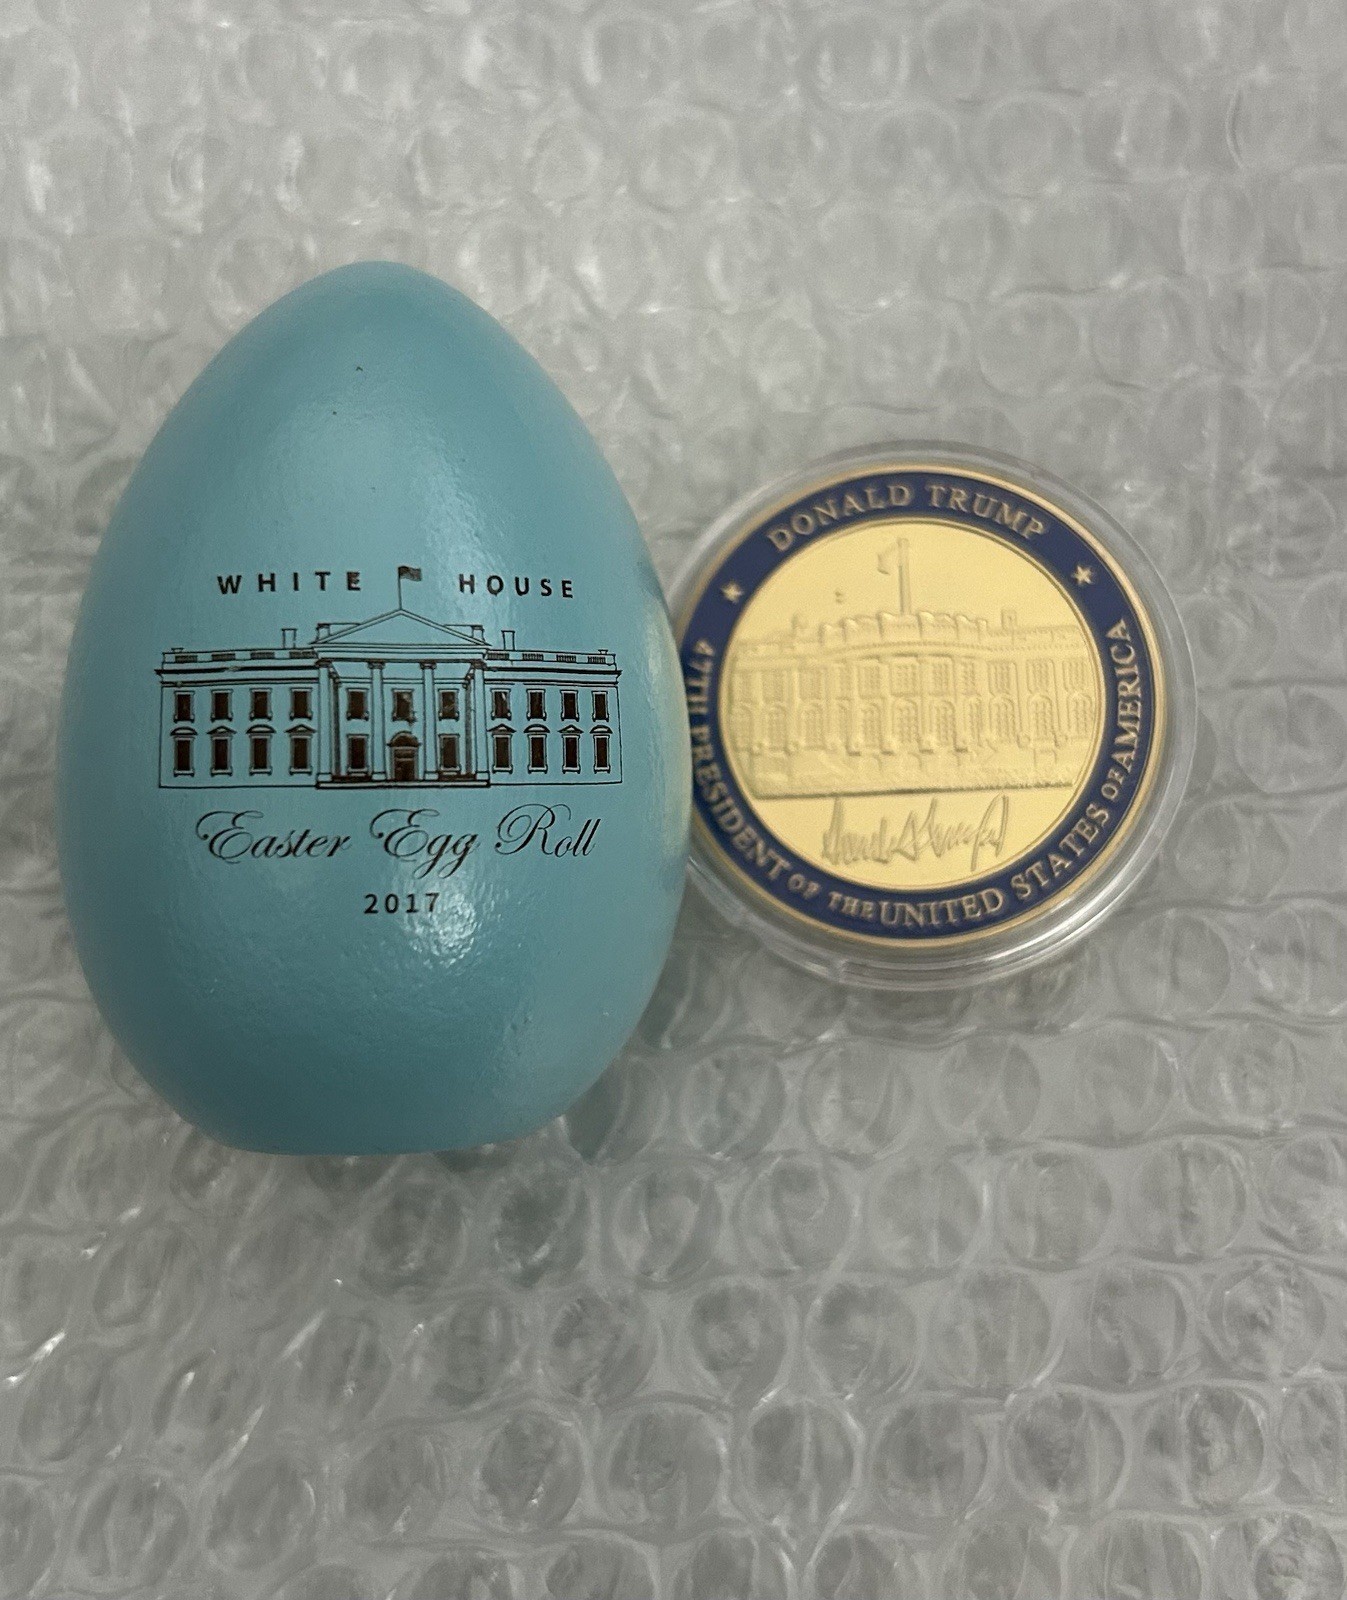 WHITE HOUSE
Easter Egg Roll
2017
DONALD TRUMP
47TH PRESIDENT OF THE UNITED STATES OF AMERICA